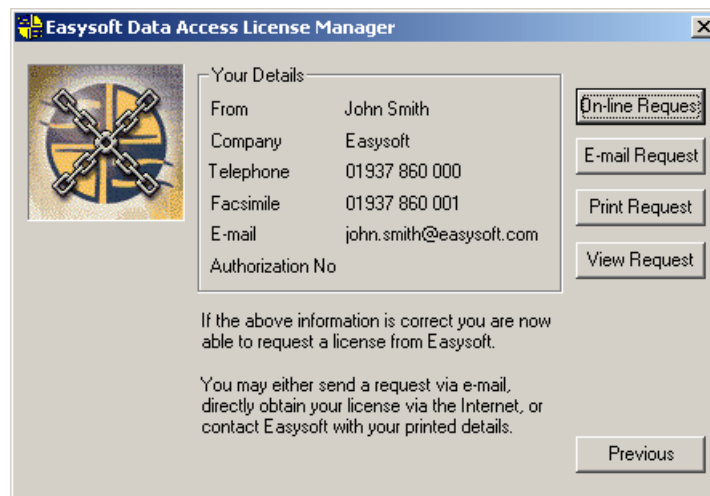 Easysoft Data Access License Manager
Your Details
From John Smith
Company Easysoft
Telephone 01937 860 000
Facsimile 01937 860 001
E-mail john.smith@easysoft.com
Authorization No
On-line Reques
E-mail Request
Print Request
View Request
If the above information is correct you are now
able to request a license from Easysoft.
You may either send a request via e-mail,
directly obtain your license via the Internet, or
contact Easysoft with your printed details.
Previous